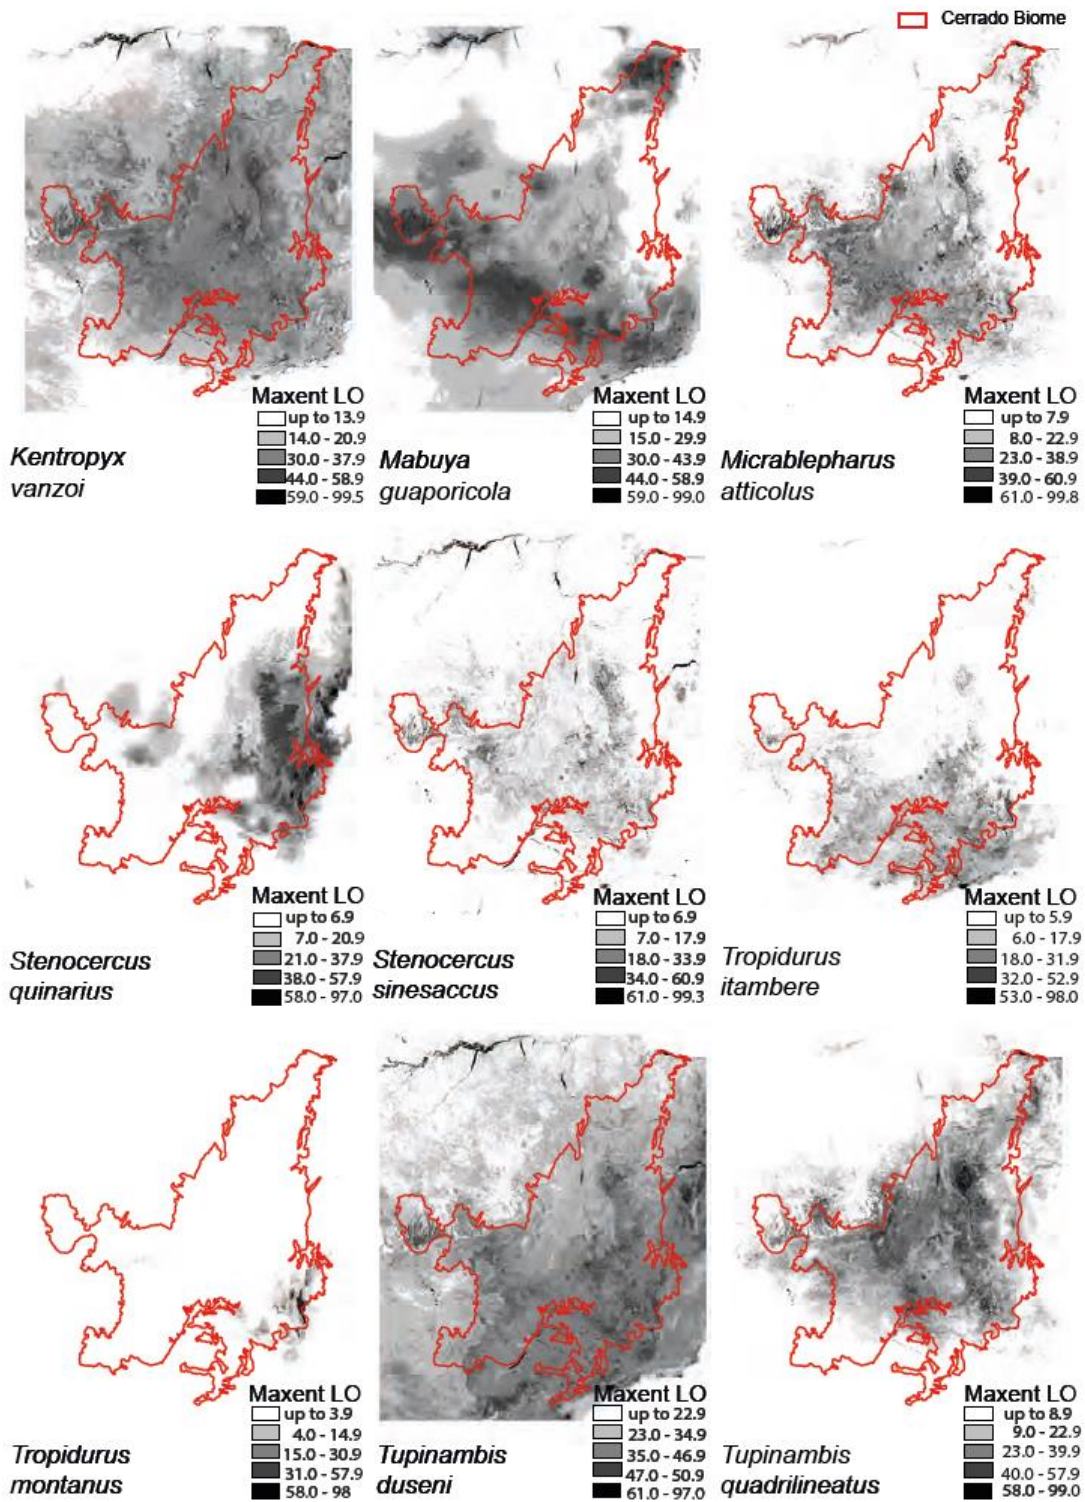 Cerrado Biome
Maxent LO
up to 13.9
14.0 - 20.9
30.0 - 37.9
44.0 - 58.9
59.0 - 99.5
Kentropyx
vanzoi
Maxent LO
up to 14.9
15.0 - 29.9
30.0 - 43.9
44.0 - 58.9
59.0 - 99.0
Mabuya
guaporicola
Maxent LO
up to 7.9
8.0 - 22.9
23.0 - 38.9
39.0 - 60.9
61.0 - 99.8
Micrablepharus
atticolus
Maxent LO
up to 6.9
7.0 - 20.9
21.0 - 37.9
38.0 - 57.9
58.0 - 97.0
Stenocercus
quinarius
Maxent LO
up to 6.9
7.0 - 17.9
18.0 - 33.9
34.0 - 60.9
61.0 - 99.3
Stenocercus
sinesaccus
Maxent LO
up to 5.9
6.0 - 17.9
18.0 - 31.9
32.0 - 52.9
53.0 - 98.0
Tropidurus
itambere
Maxent LO
up to 3.9
4.0 - 14.9
15.0 - 30.9
31.0 - 57.9
58.0 - 98
Tropidurus
montanus
Maxent LO
up to 22.9
23.0 - 34.9
35.0 - 46.9
47.0 - 50.9
61.0 - 97.0
Tupinambis
duseni
Maxent LO
up to 8.9
9.0 - 22.9
23.0 - 39.9
40.0 - 57.9
58.0 - 99.0
Tupinambis
quadrilineatus